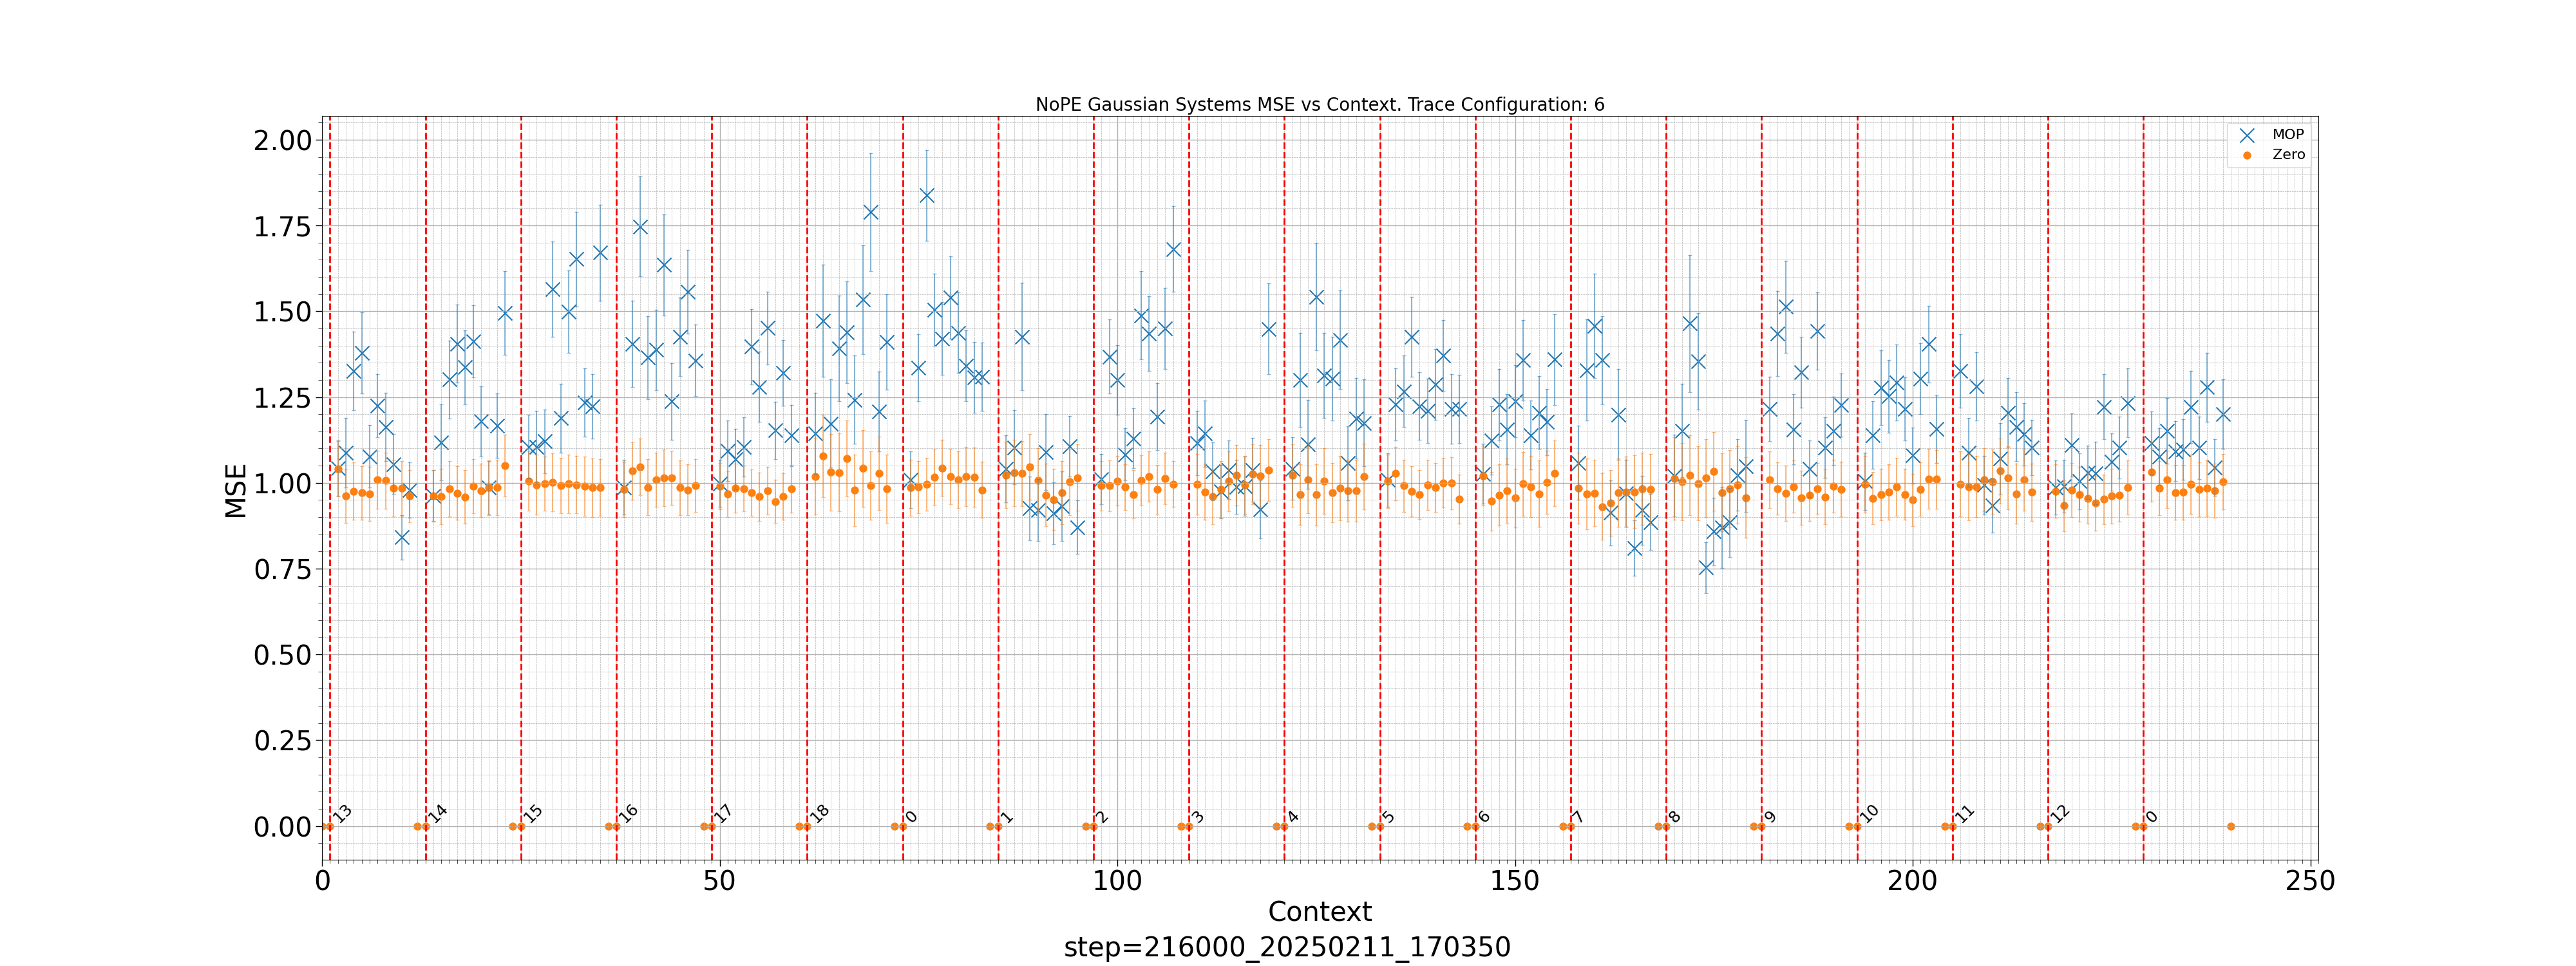 NoPE Gaussian Systems MSE vs Context. Trace Configuration: 6
MOP
Zero
2.00
1.75
1.50
1.25
1.00
0.75
0.50
0.25
0.00
MSE
13 14 15 16 17 18 0 1 2 3 4 5 6 7 8 9 10 11 12 0
0 50 100 150 200 250
Context
step=216000_20250211_170350